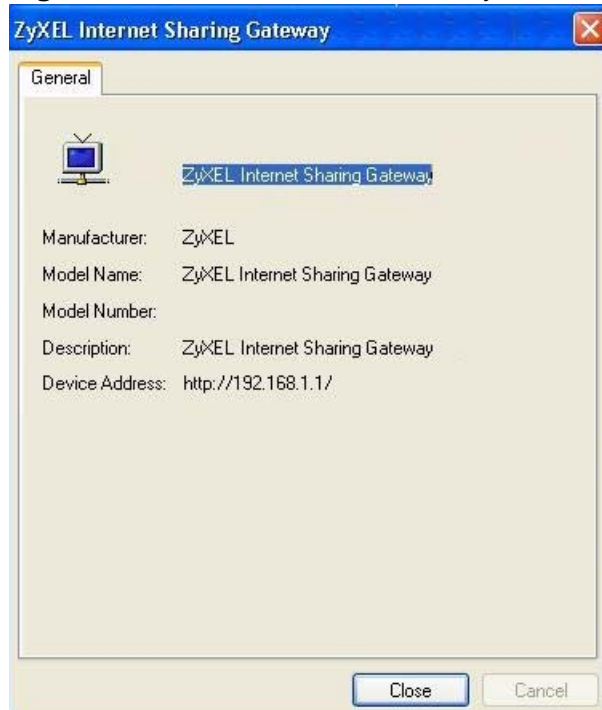 ZyXEL Internet Sharing Gateway
General
ZyXEL Internet Sharing Gateway
Manufacturer: ZyXEL
Model Name: ZyXEL Internet Sharing Gateway
Model Number:
Description: ZyXEL Internet Sharing Gateway
Device Address: http://192.168.1.1/
Close Cancel